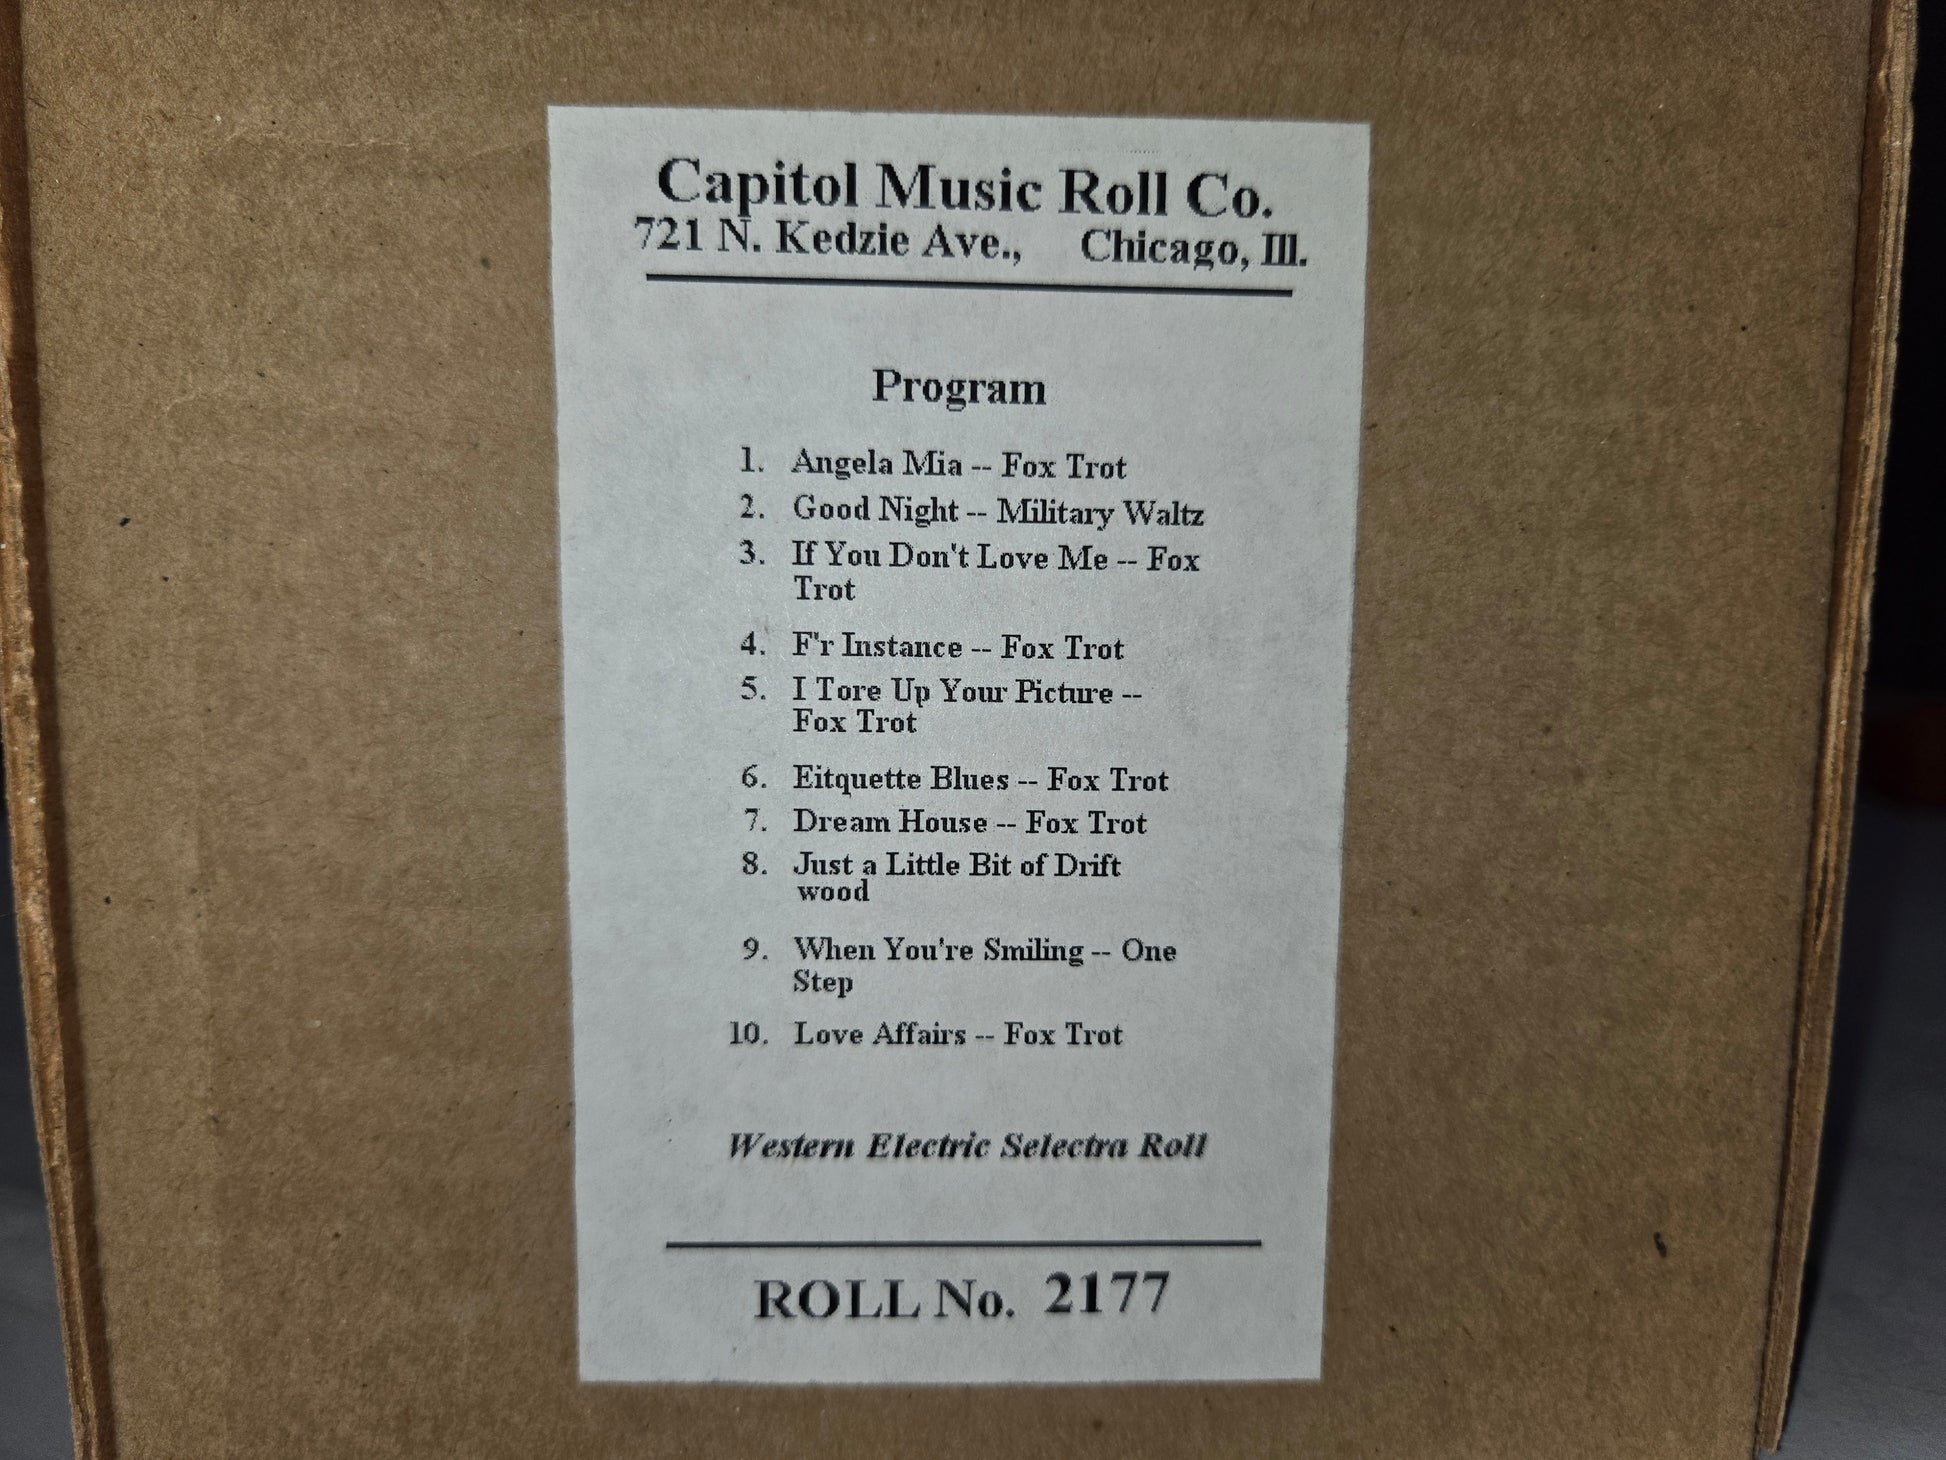 Capitol Music Roll Co.
721 N. Kedzie Ave., Chicago, Ill.
Program
1. Angela Mia -- Fox Trot
2. Good Night -- Military Waltz
3. If You Don't Love Me -- Fox
Trot
4. F'r Instance -- Fox Trot
5. I Tore Up Your Picture --
Fox Trot
6. Eitquette Blues -- Fox Trot
7. Dream House -- Fox Trot
8. Just a Little Bit of Drift
wood
9. When You're Smiling -- One
Step
10. Love Affairs -- Fox Trot
Western Electric Selectra Roll
ROLL No. 2177